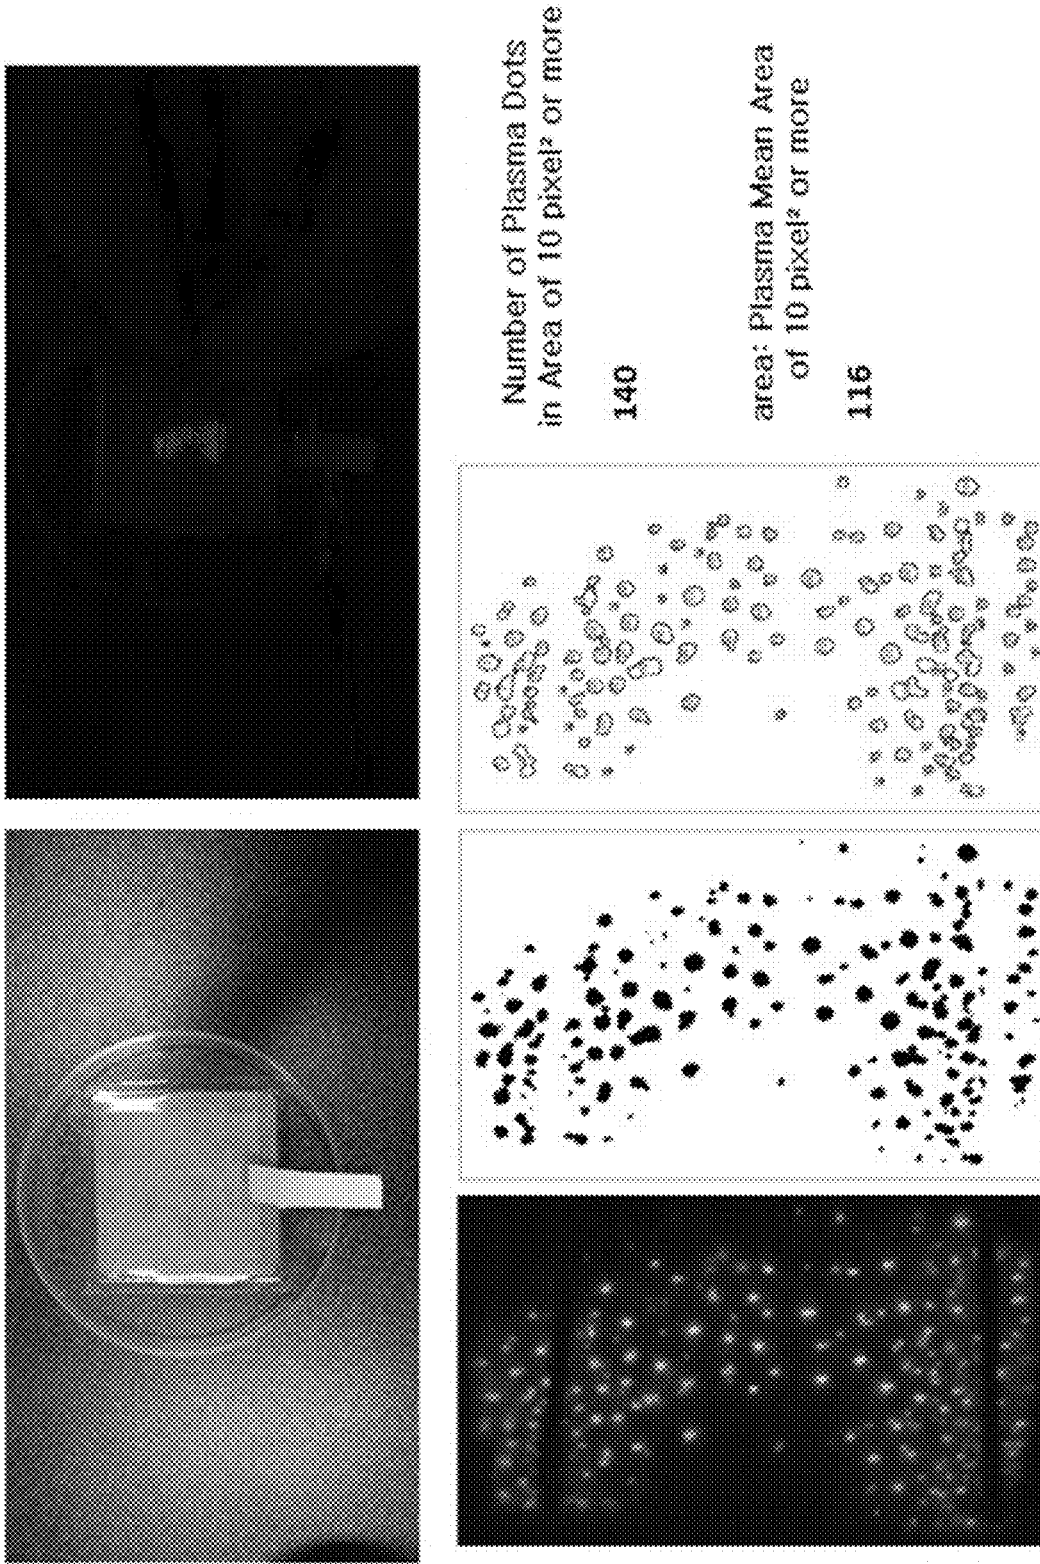 Number of Plasma Dots
in Area of 10 pixel² or more
140
area: Plasma Mean Area
of 10 pixel² or more
116